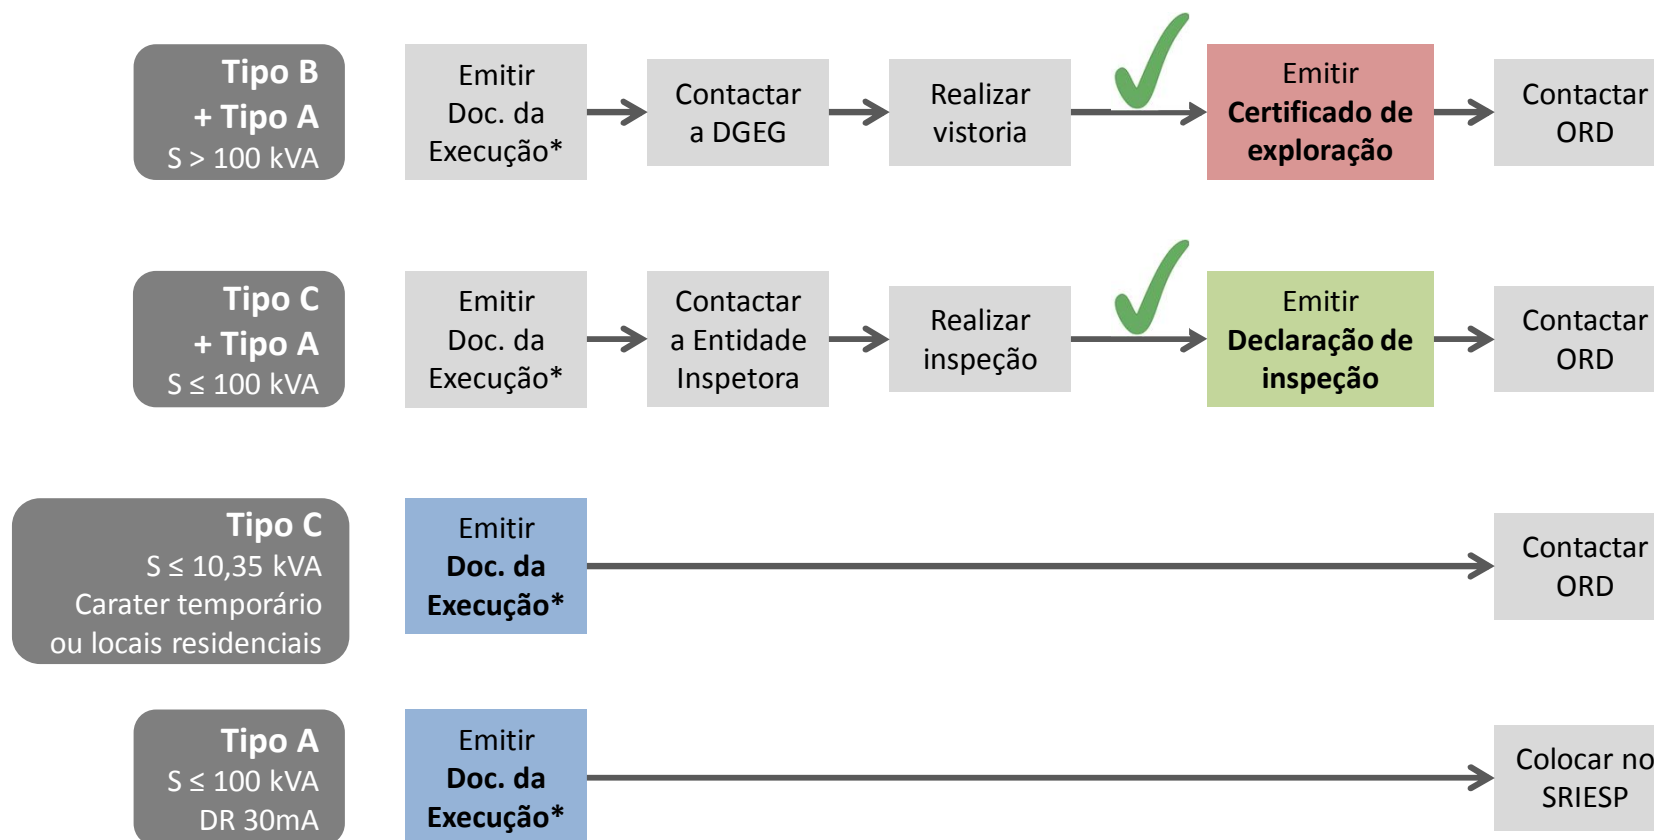 Tipo B
+ Tipo A
S > 100 kVA
Emitir
Doc. da
Execução*
Contactar
a DGEG
Realizar
vistoria
Emitir
Certificado de
exploração
Contactar
ORD
Tipo C
+ Tipo A
S ≤ 100 kVA
Emitir
Doc. da
Execução*
Contactar
a Entidade
Inspetora
Realizar
inspeção
Emitir
Declaração de
inspeção
Contactar
ORD
Tipo C
S ≤ 10,35 kVA
Carater temporário
ou locais residenciais
Emitir
Doc. da
Execução*
Contactar
ORD
Tipo A
S ≤ 100 kVA
DR 30mA
Emitir
Doc. da
Execução*
Colocar no
SRIESP